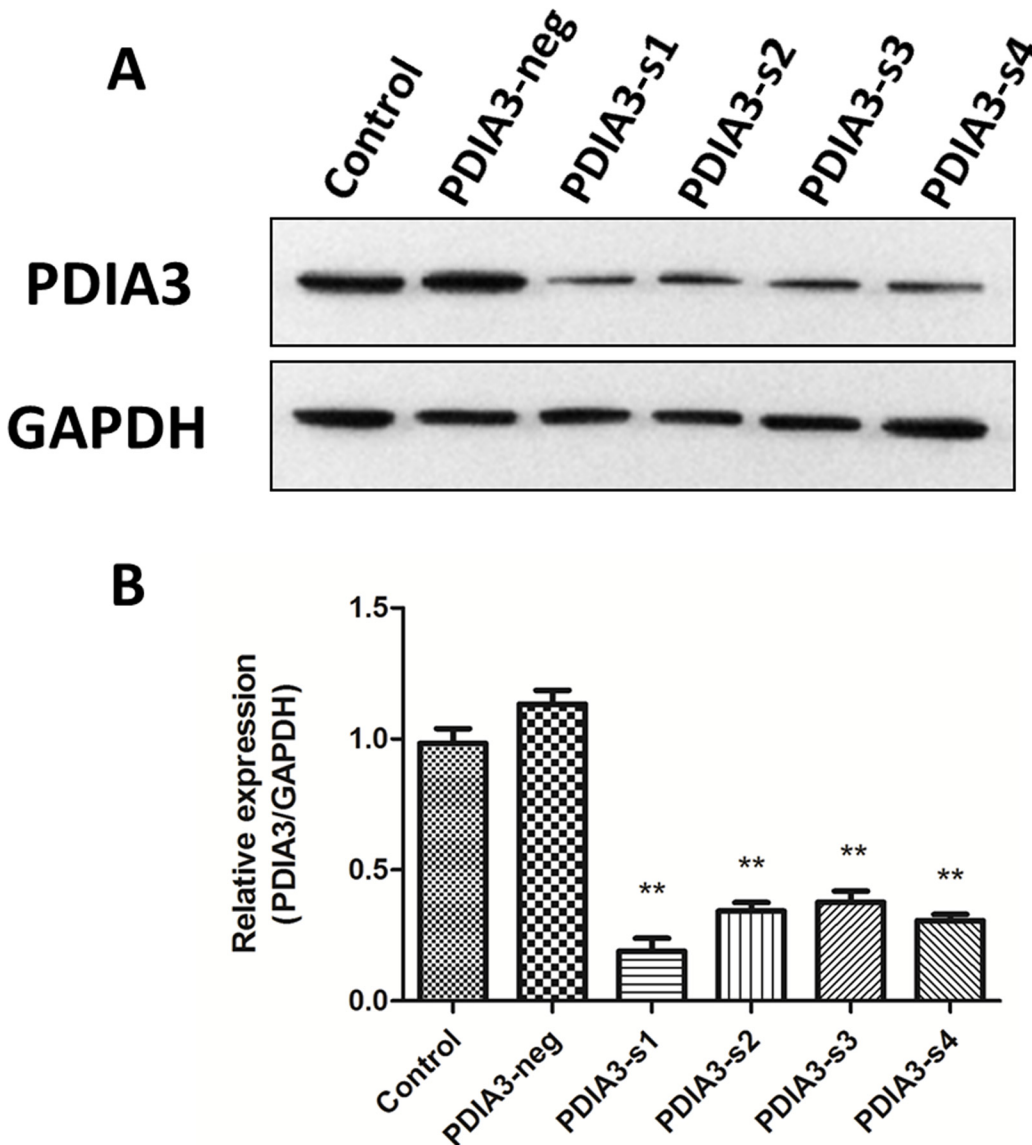 A
Control
PDIA3-neg
PDIA3-s1
PDIA3-s2
PDIA3-s3
PDIA3-s4
PDIA3
GAPDH
B
Relative expression
(PDIA3/GAPDH)
1.5
1.0
0.5
0.0
**
**
**
**
Control
PDIA3-neg
PDIA3-s1
PDIA3-s2
PDIA3-s3
PDIA3-s4